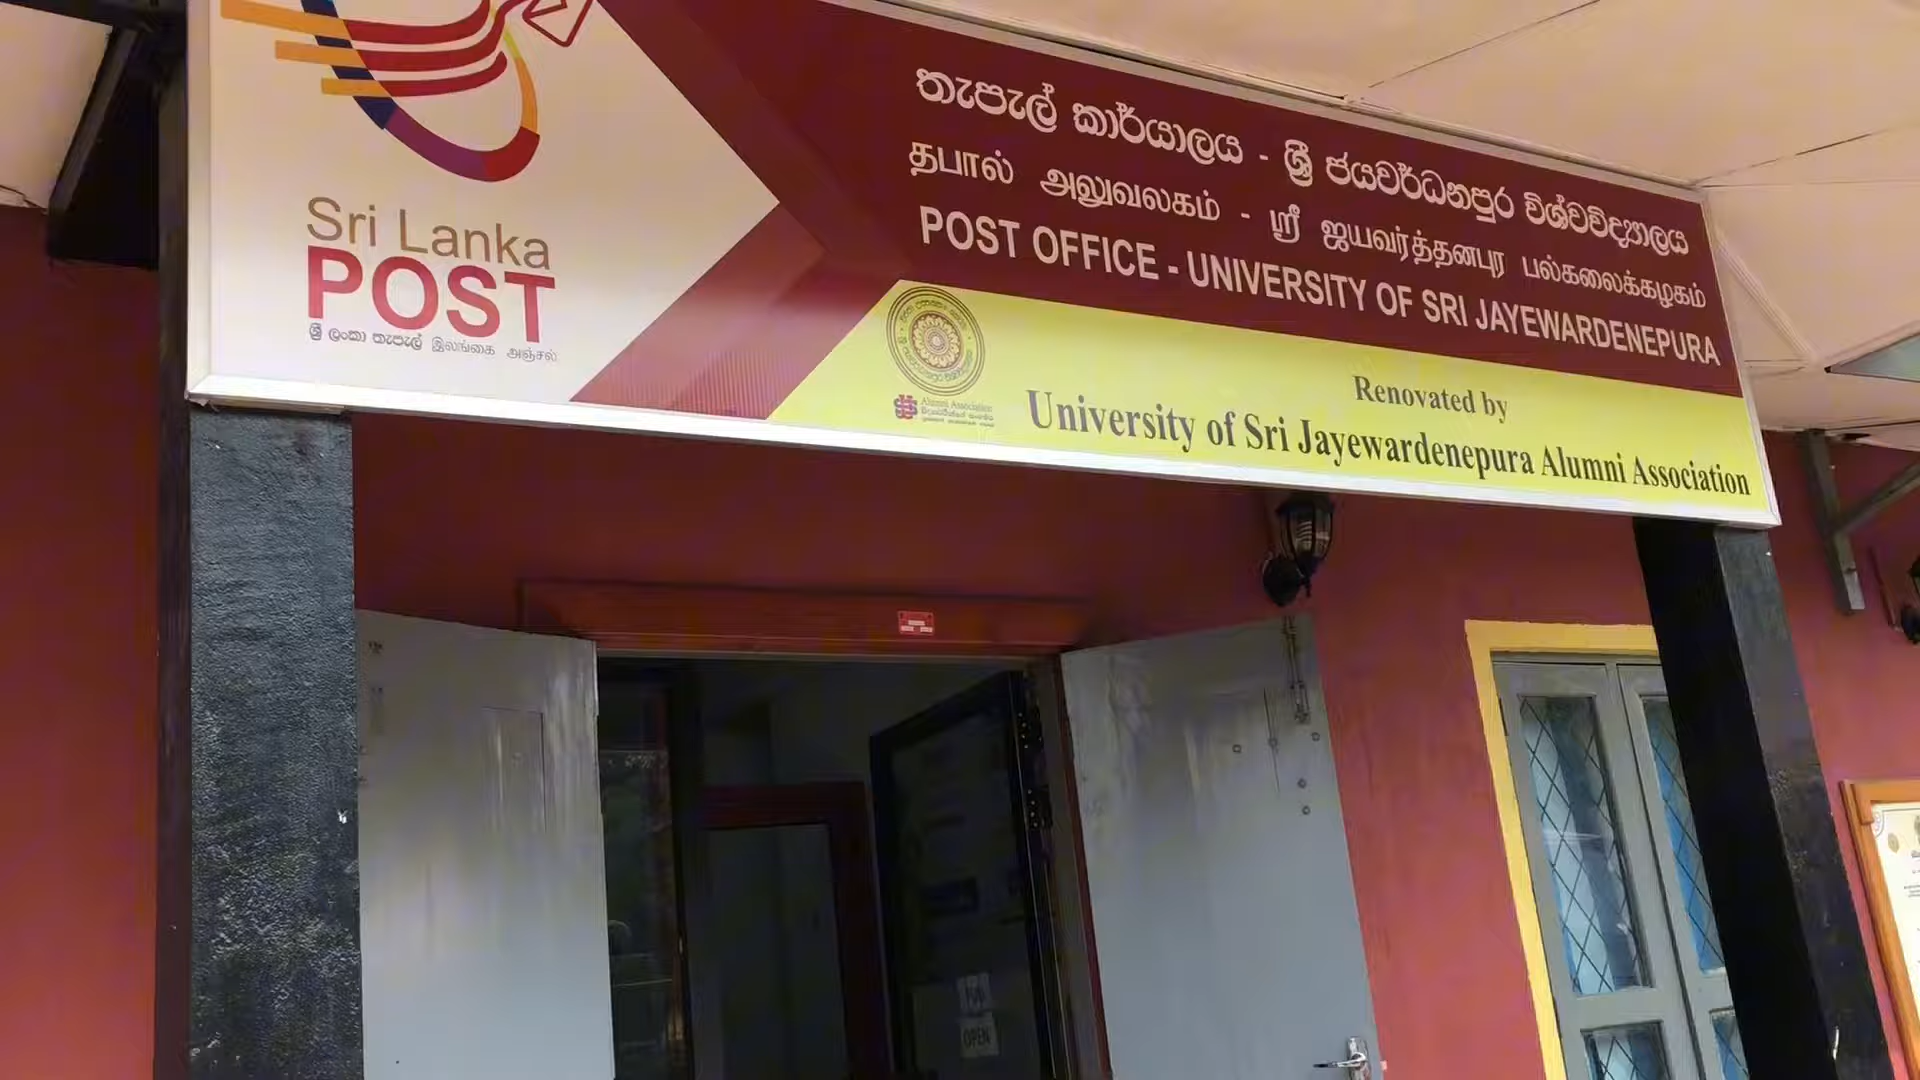 Sri Lanka
POST
ශ්‍රී ලංකා තැපැල් இலங்கை அஞ்சல்
තැපැල් කාර්යාලය - ශ්‍රී ජයවර්ධනපුර විශ්වවිද්‍යාලය
தபால் அலுவலகம் - ஸ்ரீ ஜயவர்த்தனபுர பல்கலைக்கழகம்
POST OFFICE - UNIVERSITY OF SRI JAYEWARDENEPURA
Alumni Association
Renovated by
University of Sri Jayewardenepura Alumni Association
OPEN